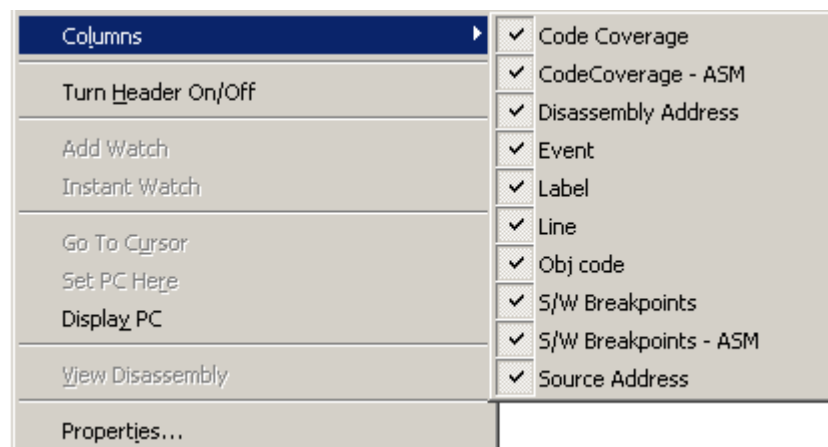 Columns
Turn Header On/Off
Add Watch
Instant Watch
Go To Cursor
Set PC Here
Display PC
View Disassembly
Properties...
Code Coverage
CodeCoverage - ASM
Disassembly Address
Event
Label
Line
Obj code
S/W Breakpoints
S/W Breakpoints - ASM
Source Address